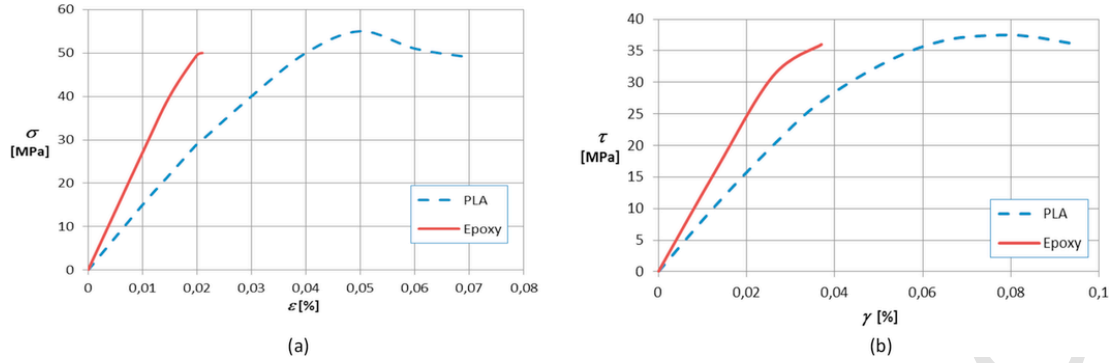 60
50
40
30
20
10
0
σ
[MPa]
PLA
Epoxy
0 0,01 0,02 0,03 0,04 0,05 0,06 0,07 0,08
ε [%]
(a)
40
35
30
25
20
15
10
5
0
τ
[MPa]
PLA
Epoxy
0 0,02 0,04 0,06 0,08 0,1
γ [%]
(b)